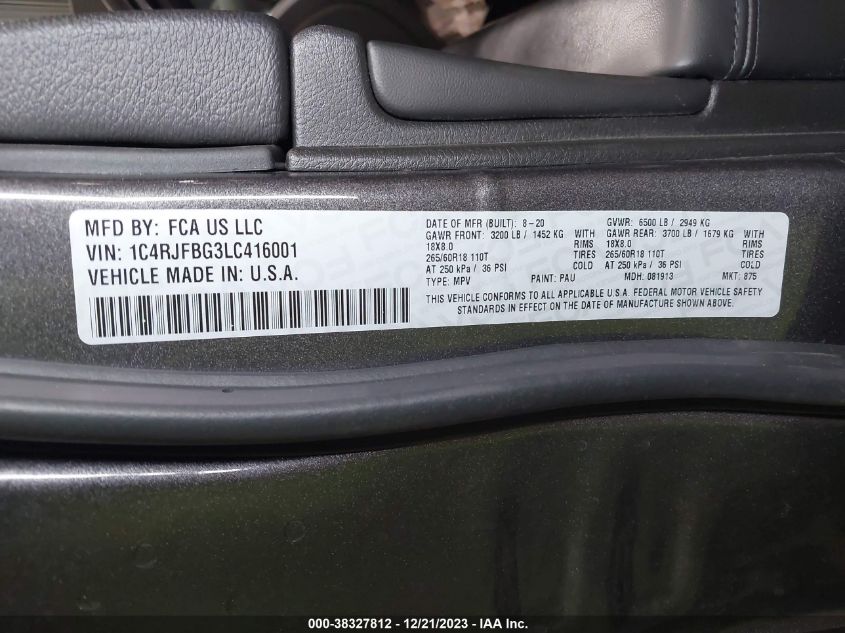 MFD BY: FCA US LLC
VIN: 1C4RJFBG3LC416001
VEHICLE MADE IN: U.S.A.
DATE OF MFR (BUILT): 8-20 GVWR: 6500 LB / 2949 KG
GAWR FRONT: 3200 LB / 1452 KG WITH GAWR REAR: 3700 LB / 1679 KG WITH
18X8.0 RIMS 18X8.0 RIMS
265/60R18 110T TIRES 265/60R18 110T TIRES
AT 250 kPa / 36 PSI COLD AT 250 kPa / 36 PSI COLD
TYPE: MPV PAINT: PAU MDH: 081913 MKT: 875
THIS VEHICLE CONFORMS TO ALL APPLICABLE U.S.A. FEDERAL MOTOR VEHICLE SAFETY
STANDARDS IN EFFECT ON THE DATE OF MANUFACTURE SHOWN ABOVE.
000-38327812 - 12/21/2023 - IAA Inc.